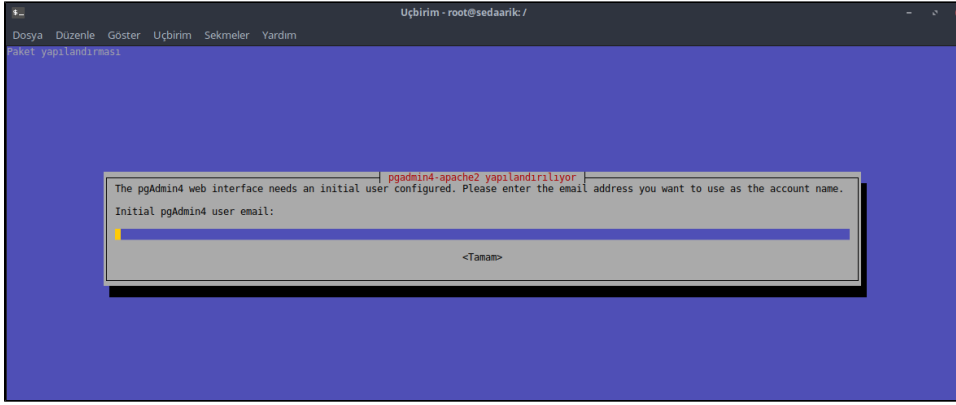 Uçbirim - root@sedaarik: /
Dosya Düzenle Göster Uçbirim Sekmeler Yardım
Paket yapılandırması
pgadmin4-apache2 yapılandırılıyor
The pgAdmin4 web interface needs an initial user configured. Please enter the email address you want to use as the account name.
Initial pgAdmin4 user email:
<Tamam>